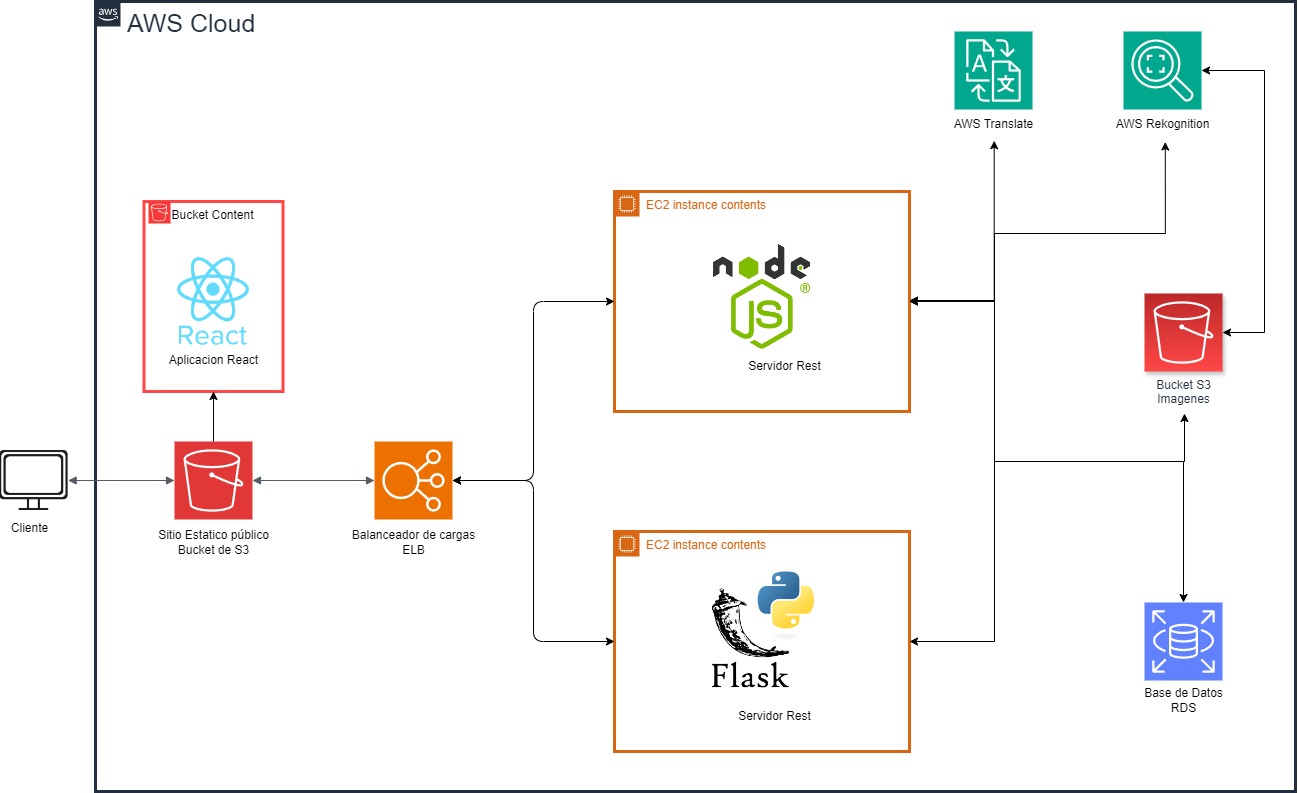 aws
AWS Cloud
AWS Translate
AWS Rekognition
Bucket Content
React
Aplicacion React
EC2 instance contents
node
JS
®
Servidor Rest
Bucket S3
Imagenes
Cliente
Sitio Estatico público
Bucket de S3
Balanceador de cargas
ELB
EC2 instance contents
Flask
Servidor Rest
Base de Datos
RDS
A
文